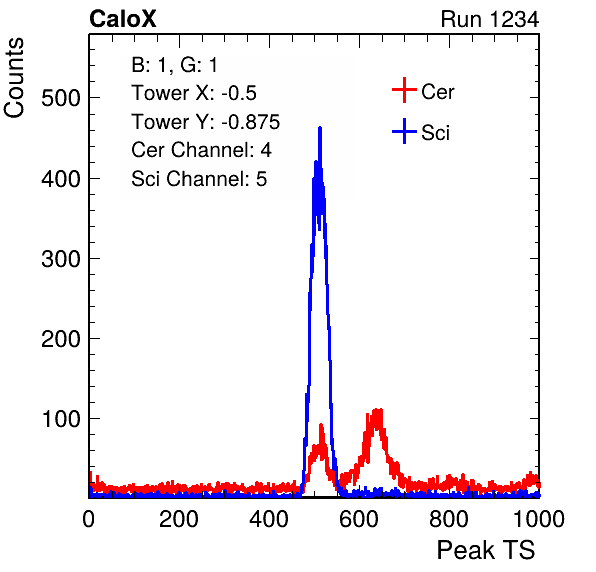 CaloX Run 1234
Counts
B: 1, G: 1
Tower X: -0.5
Tower Y: -0.875
Cer Channel: 4
Sci Channel: 5
Cer
Sci
500
400
300
200
100
0 200 400 600 800 1000
Peak TS